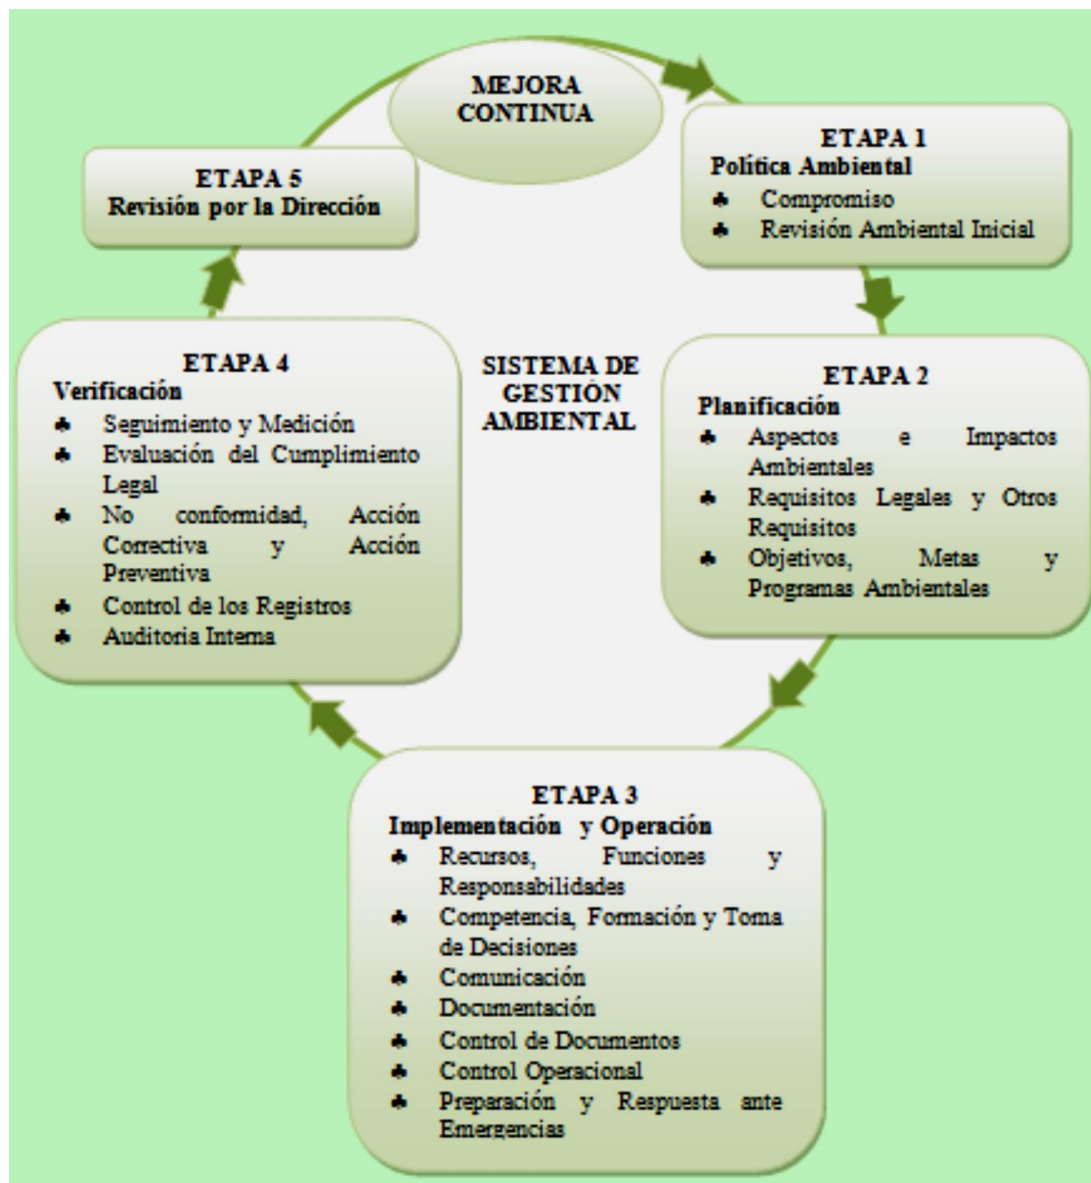 MEJORA
CONTINUA
ETAPA 1
Política Ambiental
♣ Compromiso
♣ Revisión Ambiental Inicial
ETAPA 2
Planificación
♣ Aspectos e Impactos
Ambientales
♣ Requisitos Legales y Otros
Requisitos
♣ Objetivos, Metas y
Programas Ambientales
ETAPA 3
Implementación y Operación
♣ Recursos, Funciones y
Responsabilidades
♣ Competencia, Formación y Toma
de Decisiones
♣ Comunicación
♣ Documentación
♣ Control de Documentos
♣ Control Operacional
♣ Preparación y Respuesta ante
Emergencias
ETAPA 4
Verificación
♣ Seguimiento y Medición
♣ Evaluación del Cumplimiento
Legal
♣ No conformidad, Acción
Correctiva y Acción
Preventiva
♣ Control de los Registros
♣ Auditoria Interna
ETAPA 5
Revisión por la Dirección
SISTEMA DE
GESTIÓN
AMBIENTAL